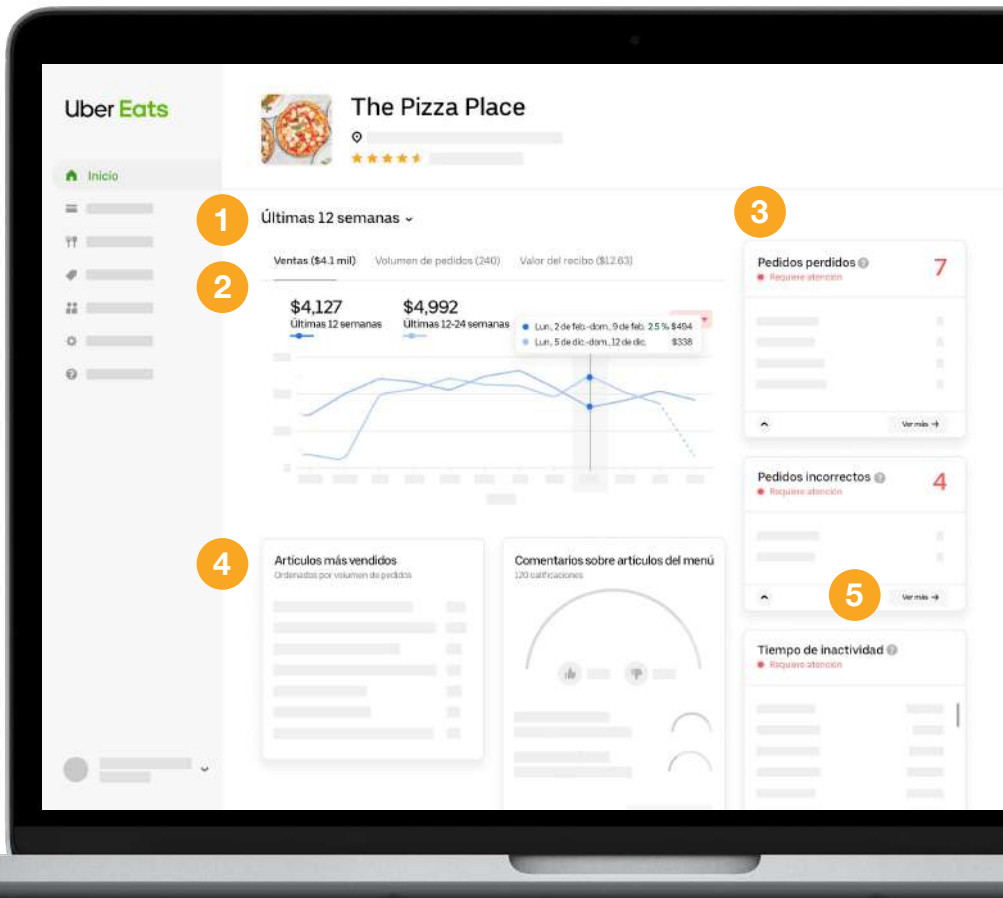 Uber Eats
The Pizza Place
Inicio
1
Últimas 12 semanas
3
Ventas ($4.1 mil) Volumen de pedidos (240) Valor del recibo ($12.63)
2
$4,127
Últimas 12 semanas
$4,992
Últimas 12-24 semanas
Lun., 2 de feb.-dom., 9 de feb. 2.5 % $494
Lun., 5 de dic.-dom., 12 de dic. $338
Pedidos perdidos
7
Requiere atención
Ver más →
Pedidos incorrectos
4
Requiere atención
5
Ver más →
4
Artículos más vendidos
Ordenados por volumen de pedidos
Comentarios sobre artículos del menú
120 calificaciones
Tiempo de inactividad
Requiere atención